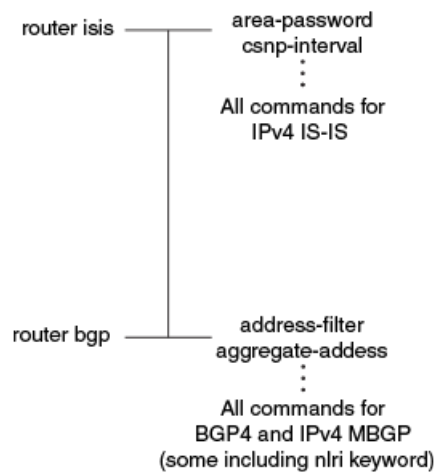 router isis
area-password
csnp-interval
All commands for
IPv4 IS-IS
router bgp
address-filter
aggregate-addess
All commands for
BGP4 and IPv4 MBGP
(some including nlri keyword)